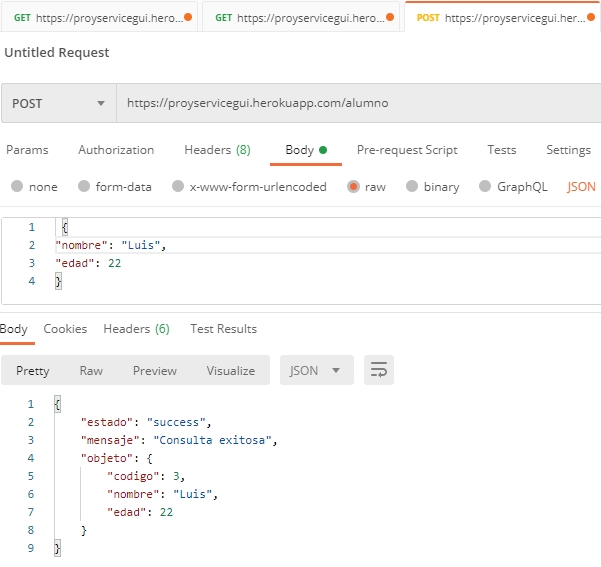 GET https://proyservicegui.hero... GET https://proyservicegui.hero... POST https://proyservicegui.her...
Untitled Request
POST https://proyservicegui.herokuapp.com/alumno
Params Authorization Headers (8) Body Pre-request Script Tests Settings
none form-data x-www-form-urlencoded raw binary GraphQL JSON
1 {
2 "nombre": "Luis",
3 "edad": 22
4 }
Body Cookies Headers (6) Test Results
Pretty Raw Preview Visualize JSON
1 {
2 "estado": "success",
3 "mensaje": "Consulta exitosa",
4 "objeto": {
5 "codigo": 3,
6 "nombre": "Luis",
7 "edad": 22
8 }
9 }